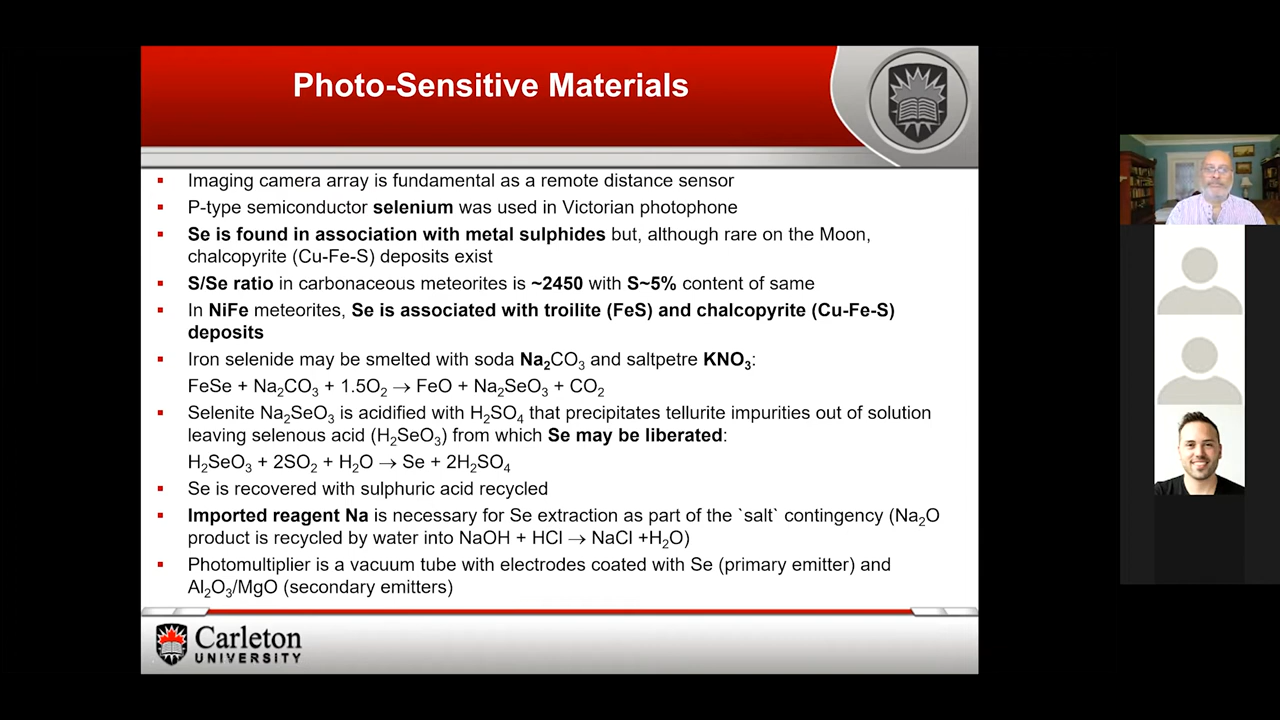 Photo-Sensitive Materials
▪ Imaging camera array is fundamental as a remote distance sensor
▪ P-type semiconductor selenium was used in Victorian photophone
▪ Se is found in association with metal sulphides but, although rare on the Moon,
chalcopyrite (Cu-Fe-S) deposits exist
▪ S/Se ratio in carbonaceous meteorites is ~2450 with S~5% content of same
▪ In NiFe meteorites, Se is associated with troilite (FeS) and chalcopyrite (Cu-Fe-S)
deposits
▪ Iron selenide may be smelted with soda Na₂CO₃ and saltpetre KNO₃:
FeSe + Na₂CO₃ + 1.5O₂ → FeO + Na₂SeO₃ + CO₂
▪ Selenite Na₂SeO₃ is acidified with H₂SO₄ that precipitates tellurite impurities out of solution
leaving selenous acid (H₂SeO₃) from which Se may be liberated:
H₂SeO₃ + 2SO₂ + H₂O → Se + 2H₂SO₄
▪ Se is recovered with sulphuric acid recycled
▪ Imported reagent Na is necessary for Se extraction as part of the `salt` contingency (Na₂O
product is recycled by water into NaOH + HCl → NaCl +H₂O)
▪ Photomultiplier is a vacuum tube with electrodes coated with Se (primary emitter) and
Al₂O₃/MgO (secondary emitters)
Carleton
UNIVERSITY